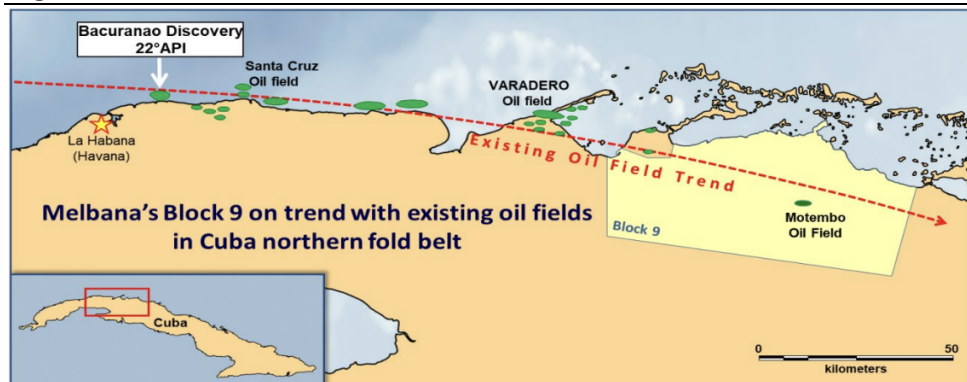 Bacuranao Discovery
22°API
Santa Cruz
Oil field
VARADERO
Oil field
La Habana
(Havana)
Existing Oil Field Trend
Melbana's Block 9 on trend with existing oil fields
in Cuba northern fold belt
Motembo
Oil Field
Block 9
Cuba
0 50
kilometers